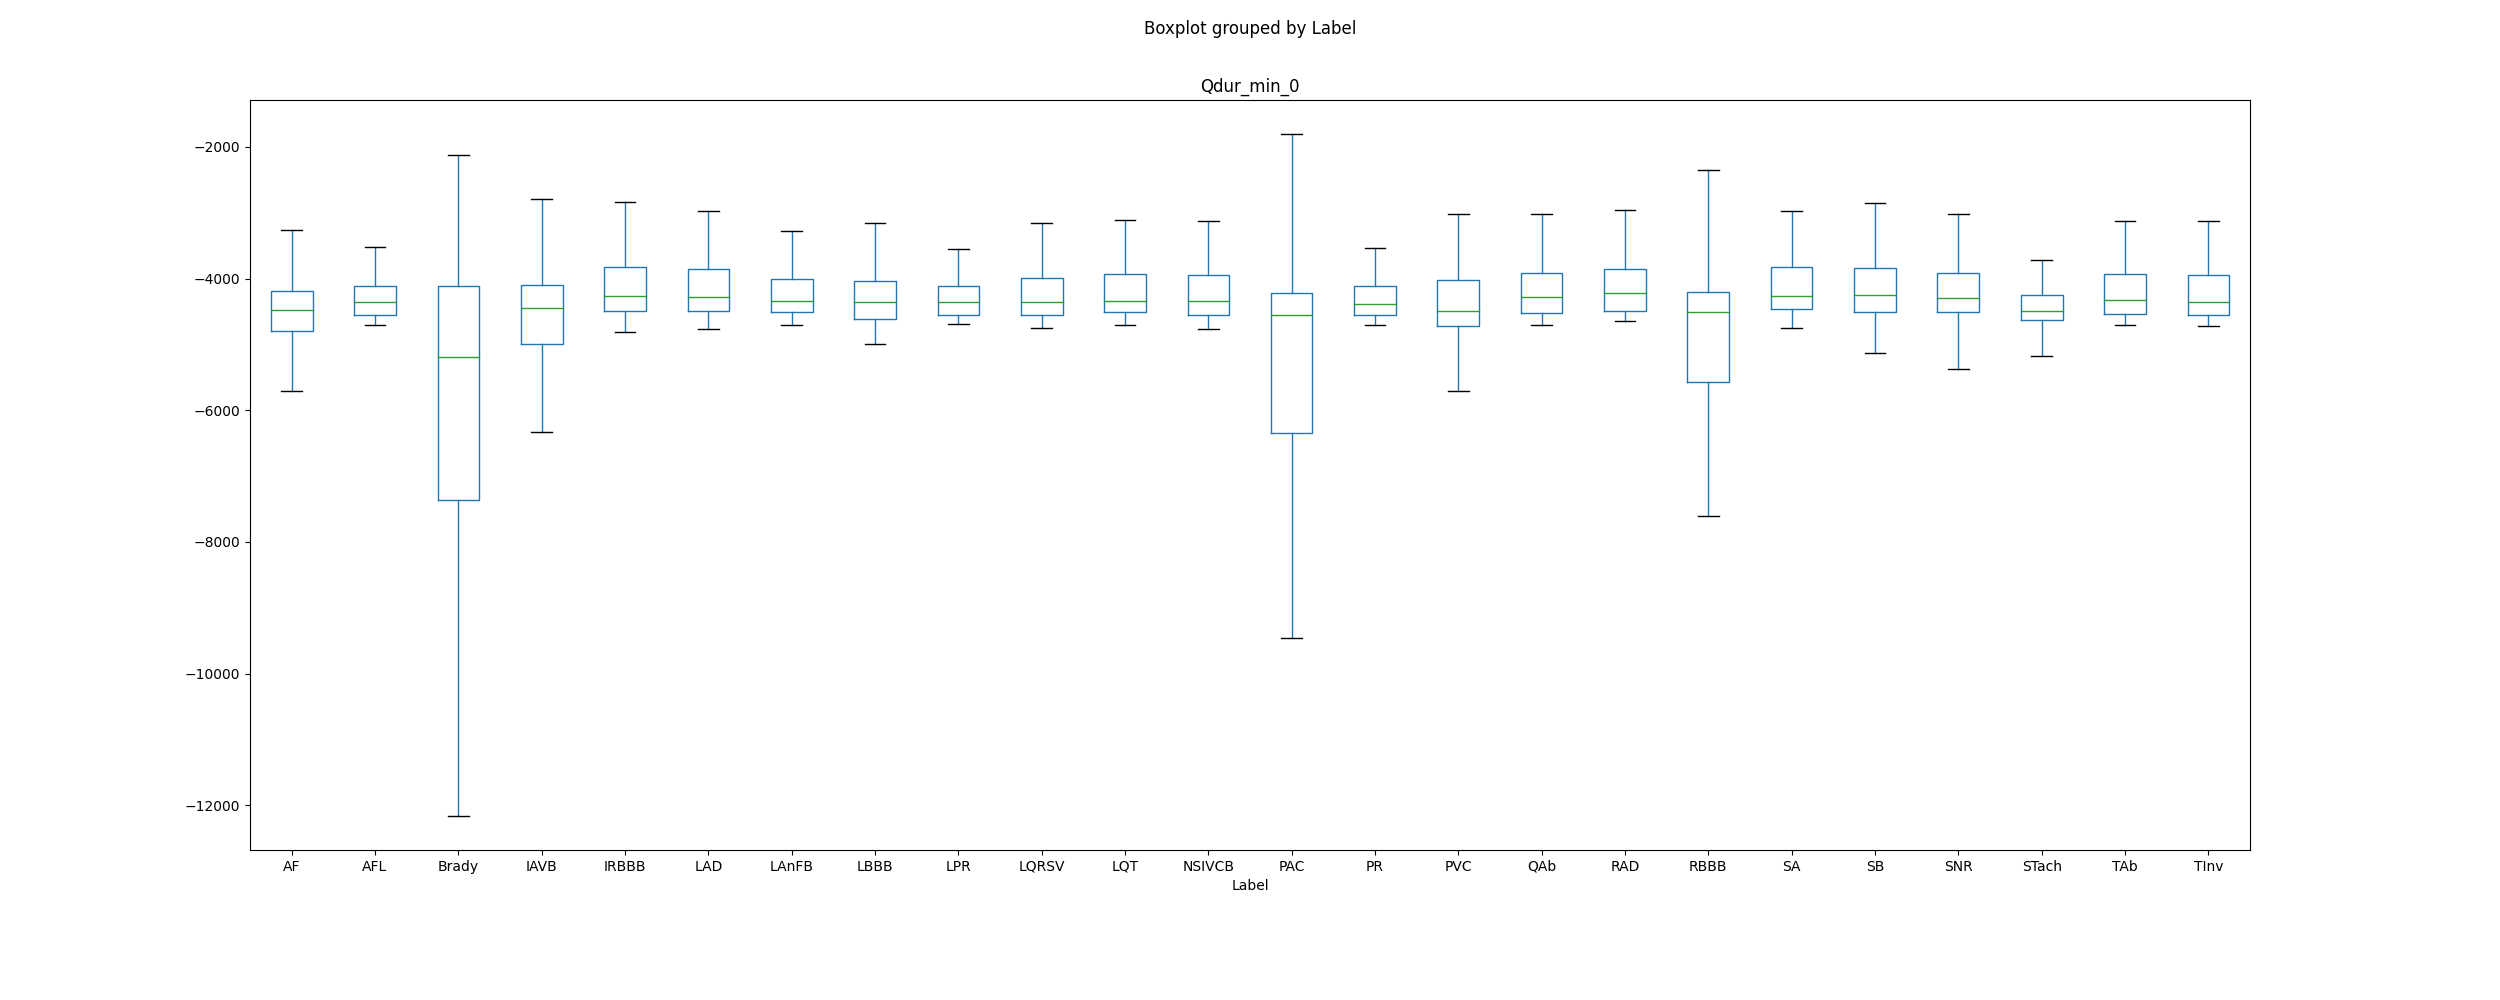 Boxplot grouped by Label
Qdur_min_0
−2000
−4000
−6000
−8000
−10000
−12000
AF AFL Brady IAVB IRBBB LAD LAnFB LBBB LPR LQRSV LQT NSIVCB PAC PR PVC QAb RAD RBBB SA SB SNR STach TAb TInv
Label